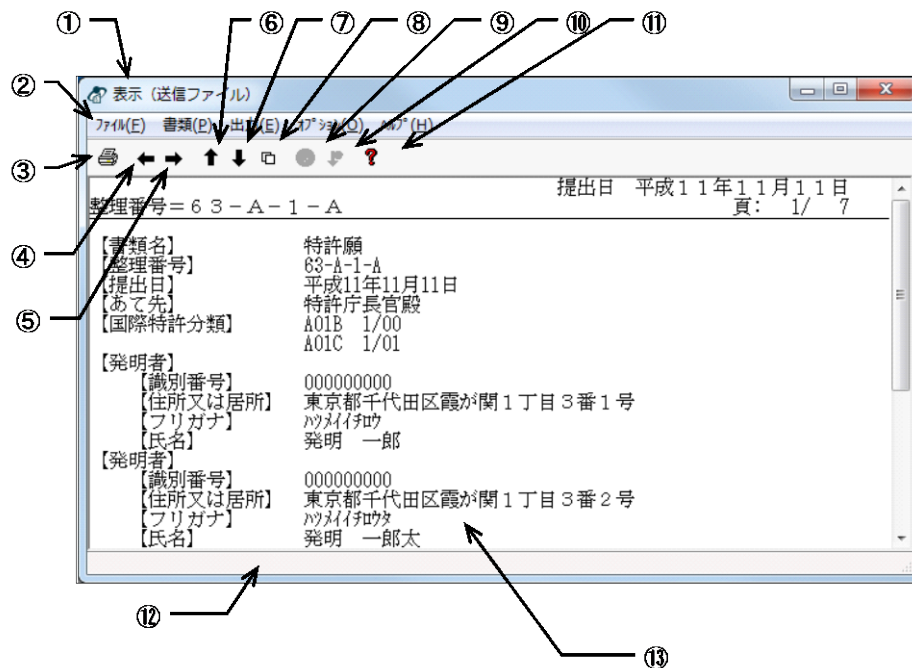 ⑥ ⑦ ⑧ ⑨ ⑩ ⑪
①
②
表示（送信ファイル）
ﾌｧｲﾙ(F) 書類(P) 出力(E) ｵﾌﾟｼｮﾝ(O) ﾍﾙﾌﾟ(H)
③
?
提出日 平成１１年１１月１１日
整理番号＝６３－Ａ－１－Ａ 頁： 1/ 7
④
【書類名】 特許願
【整理番号】 63-A-1-A
【提出日】 平成11年11月11日
【あて先】 特許庁長官殿
⑤
【国際特許分類】 A01B 1/00
A01C 1/01
【発明者】
【識別番号】 000000000
【住所又は居所】 東京都千代田区霞が関１丁目３番１号
【フリガナ】 ﾊﾂﾒｲｲﾁﾛｳ
【氏名】 発明 一郎
【発明者】
【識別番号】 000000000
【住所又は居所】 東京都千代田区霞が関１丁目３番２号
【フリガナ】 ﾊﾂﾒｲｲﾁﾛｳﾀ
【氏名】 発明 一郎太
⑫
⑬